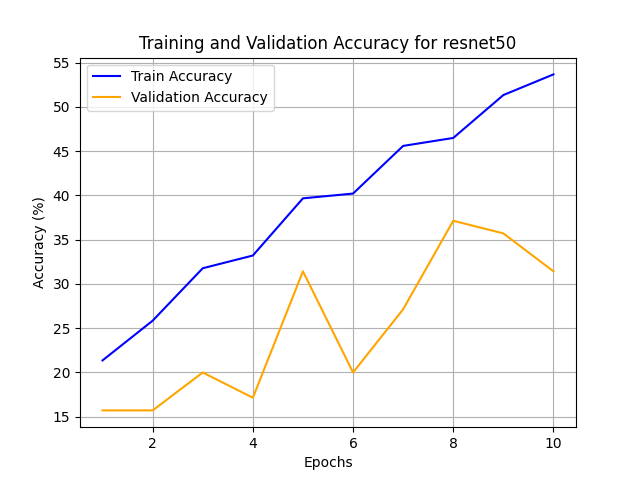 Training and Validation Accuracy for resnet50
Train Accuracy
Validation Accuracy
Accuracy (%)
55
50
45
40
35
30
25
20
15
2 4 6 8 10
Epochs